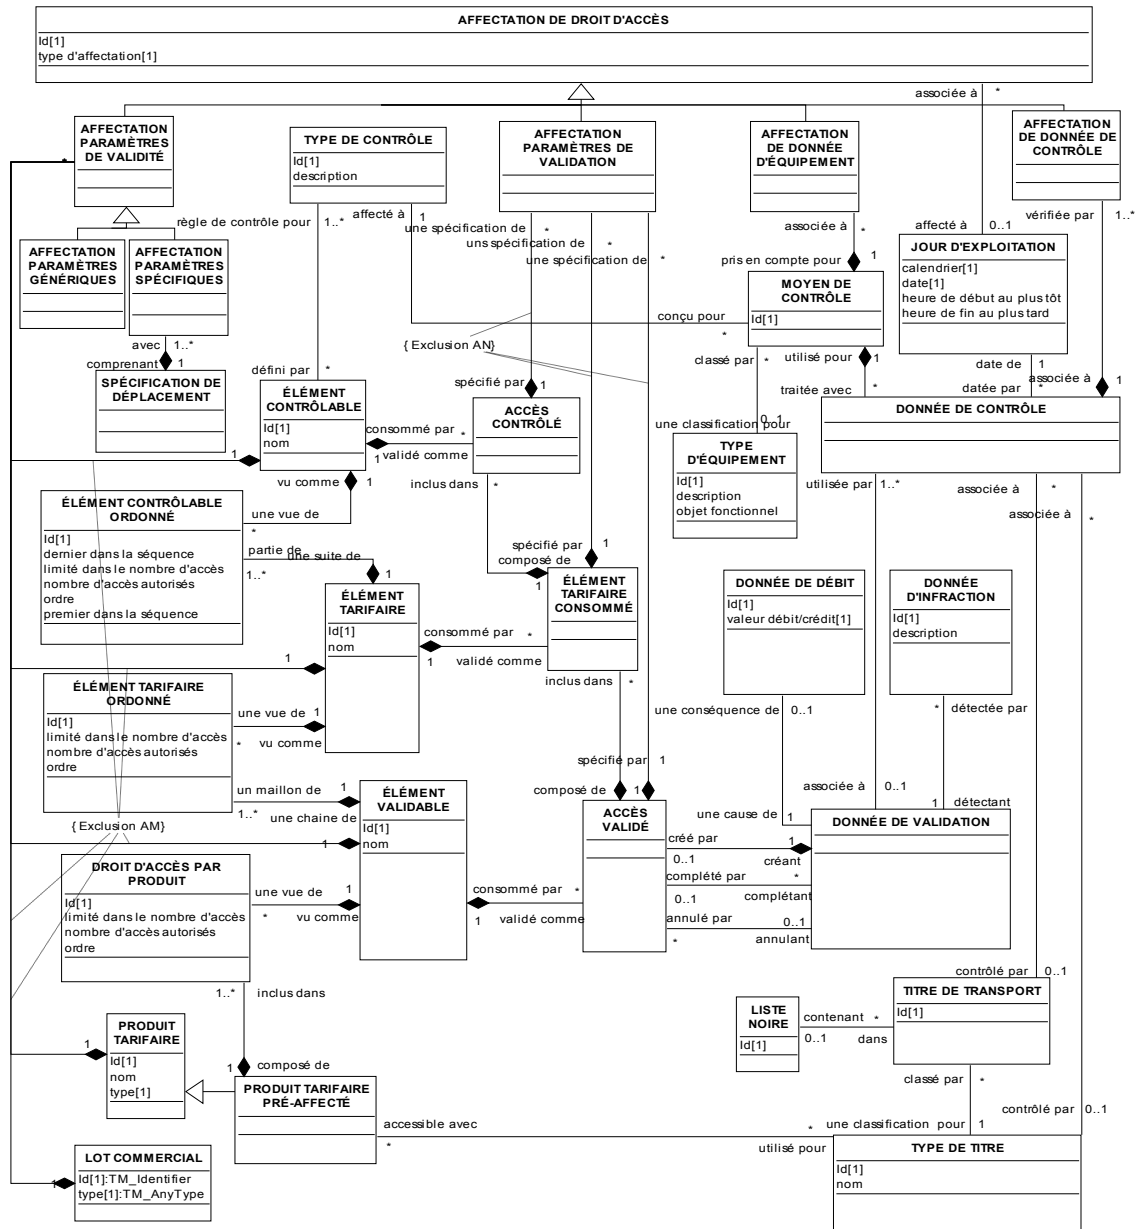 AFFECTATION DE DROIT D'ACCÈS
Id[1]
type d'affectation[1]
associée à *
AFFECTATION
PARAMÈTRES
DE VALIDITÉ
*
TYPE DE CONTRÔLE
Id[1]
description
AFFECTATION
PARAMÈTRES DE
VALIDATION
AFFECTATION
DE DONNÉE
D'ÉQUIPEMENT
AFFECTATION
DE DONNÉE DE
CONTRÔLE
règle de contrôle pour 1..*
affecté à 1
une spécification de *
uns spécification de *
une spécification de *
associée à *
affecté à 0..1
vérifiée par 1..*
AFFECTATION
PARAMÈTRES
GÉNÉRIQUES
AFFECTATION
PARAMÈTRES
SPÉCIFIQUES
pris en compte pour 1
MOYEN DE
CONTRÔLE
Id[1]
JOUR D'EXPLOITATION
calendrier[1]
date[1]
heure de début au plus tôt
heure de fin au plus tard
conçu pour *
{ Exclusion AN}
avec 1..*
comprenant 1
SPÉCIFICATION DE
DÉPLACEMENT
classé par *
utilisé pour 1
traitée avec *
date de 1
datée par *
associée à 1
défini par *
ÉLÉMENT
CONTRÔLABLE
Id[1]
nom
spécifié par 1
ACCÈS
CONTRÔLÉ
consommé par *
1 validé comme
1
0..1
une classification pour
TYPE
D'ÉQUIPEMENT
Id[1]
description
objet fonctionnel
DONNÉE DE CONTRÔLE
utilisée par 1..*
associée à *
associée à *
vu comme 1
inclus dans *
ÉLÉMENT CONTRÔLABLE
ORDONNÉ
Id[1]
dernier dans la séquence
limité dans le nombre d'accès
nombre d'accès autorisés
ordre
premier dans la séquence
une vue de
*
partie de
1..*
une suite de
1
spécifié par
composé de
1 1
ÉLÉMENT
TARIFAIRE
Id[1]
nom
ÉLÉMENT
TARIFAIRE
CONSOMMÉ
consommé par *
1 validé comme
DONNÉE DE DÉBIT
Id[1]
valeur débit/crédit[1]
DONNÉE
D'INFRACTION
Id[1]
description
1
inclus dans *
ÉLÉMENT TARIFAIRE
ORDONNÉ
Id[1]
limité dans le nombre d'accès
nombre d'accès autorisés
ordre
une vue de 1
* vu comme
une conséquence de 0..1
* détectée par
spécifié par 1
composé de 1
associée à 0..1
1 détectant
un maillon de 1
1..* une chaine de
1
{ Exclusion AM}
ÉLÉMENT
VALIDABLE
Id[1]
nom
ACCÈS
VALIDÉ
une cause de 1
DONNÉE DE VALIDATION
créé par 1
0..1 créant
complété par *
0..1 complétant
annulé par 0..1
* annulant
DROIT D'ACCÈS PAR
PRODUIT
Id[1]
limité dans le nombre d'accès
nombre d'accès autorisés
ordre
une vue de 1
* vu comme
consommé par *
1 validé comme
1..* inclus dans
contrôlé par 0..1
TITRE DE TRANSPORT
Id[1]
LISTE
NOIRE
Id[1]
contenant *
0..1 dans
PRODUIT
TARIFAIRE
Id[1]
nom
type[1]
1
1 composé de
PRODUIT TARIFAIRE
PRÉ-AFFECTÉ
classé par *
contrôlé par 0..1
accessible avec
*
* une classification pour 1
utilisé pour
TYPE DE TITRE
Id[1]
nom
LOT COMMERCIAL
Id[1]:TM_Identifier
type[1]:TM_AnyType
1